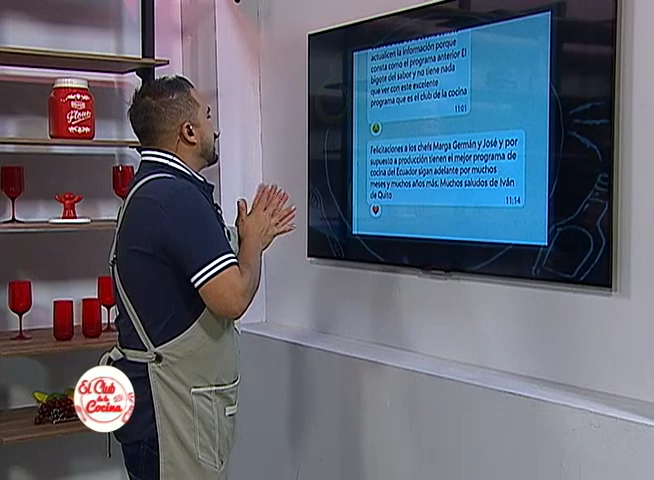 actualicen la información porque
consta como el programa anterior El
bigote del sabor y no tiene nada
que ver con este excelente
programa que es el club de la cocina
11:01
Felicitaciones a los chefs Marga Germán y José y por
supuesto a producción tienen el mejor programa de
cocina del Ecuador sigan adelante por muchos
meses y muchos años más. Muchos saludos de Iván
de Quito
11:14
Flour
El Club
de la
Cocina